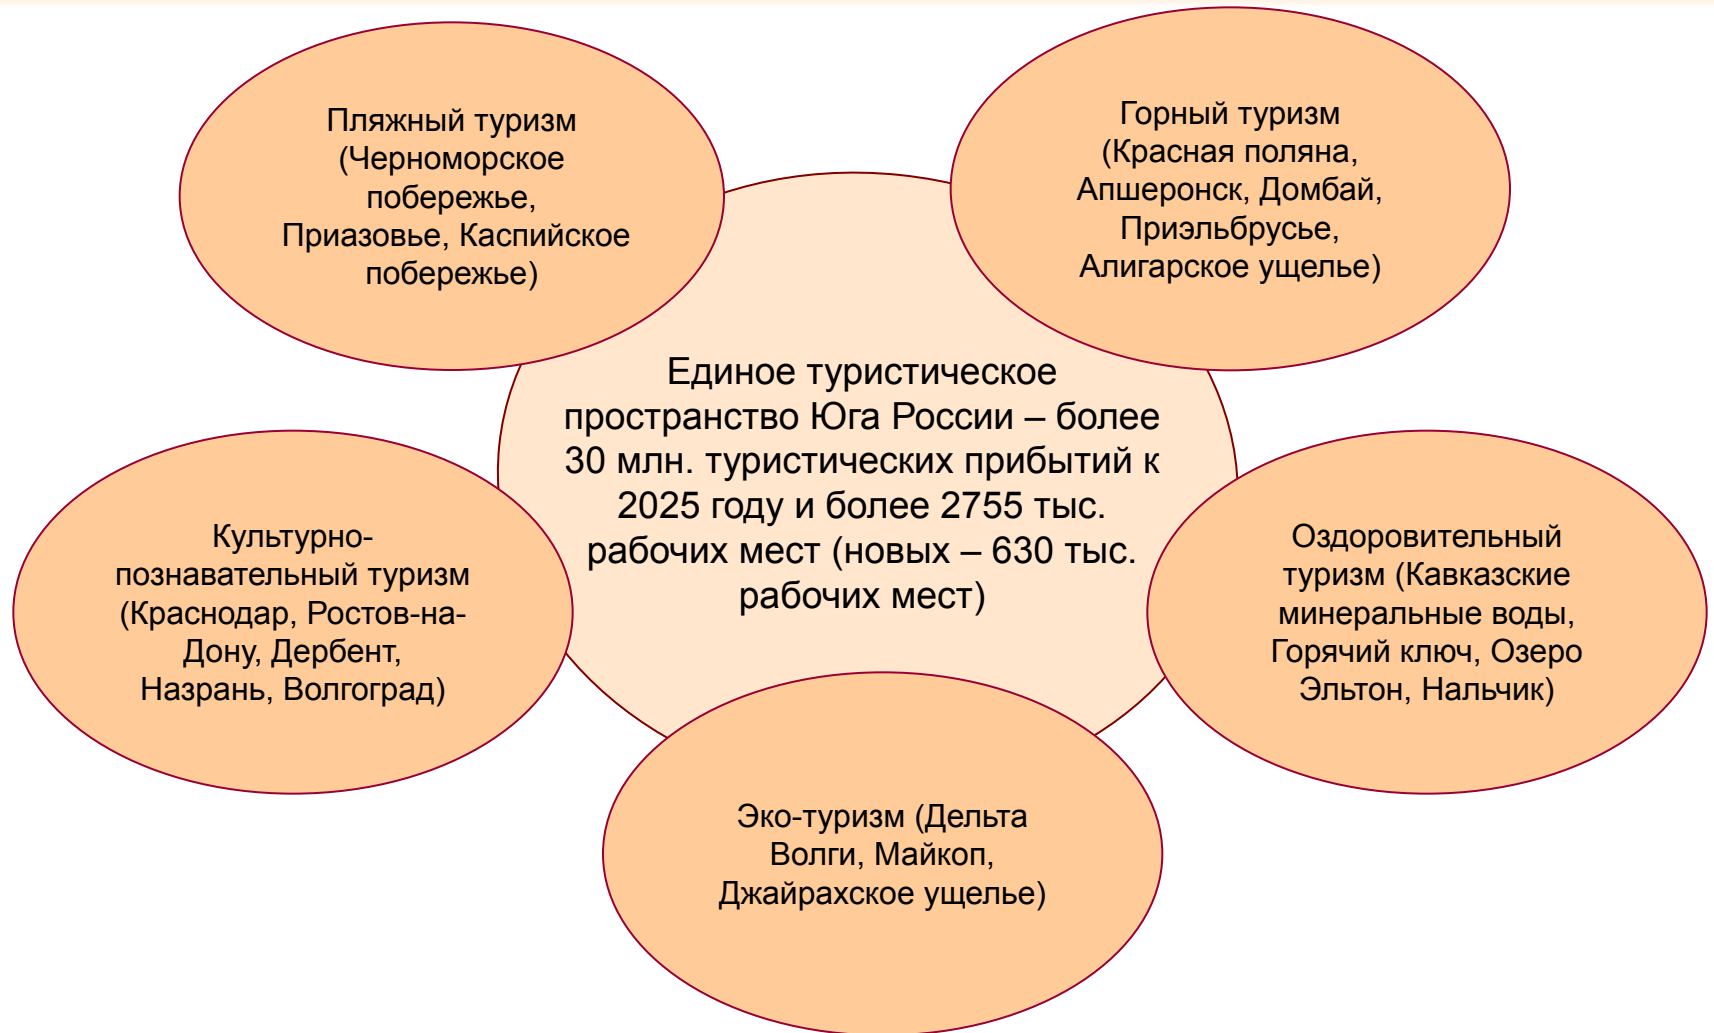 Пляжный туризм
(Черноморское
побережье,
Приазовье, Каспийское
побережье)
Горный туризм
(Красная поляна,
Апшеронск, Домбай,
Приэльбрусье,
Алигарское ущелье)
Единое туристическое
пространство Юга России – более
30 млн. туристических прибытий к
2025 году и более 2755 тыс.
рабочих мест (новых – 630 тыс.
рабочих мест)
Культурно-
познавательный туризм
(Краснодар, Ростов-на-
Дону, Дербент,
Назрань, Волгоград)
Оздоровительный
туризм (Кавказские
минеральные воды,
Горячий ключ, Озеро
Эльтон, Нальчик)
Эко-туризм (Дельта
Волги, Майкоп,
Джайрахское ущелье)